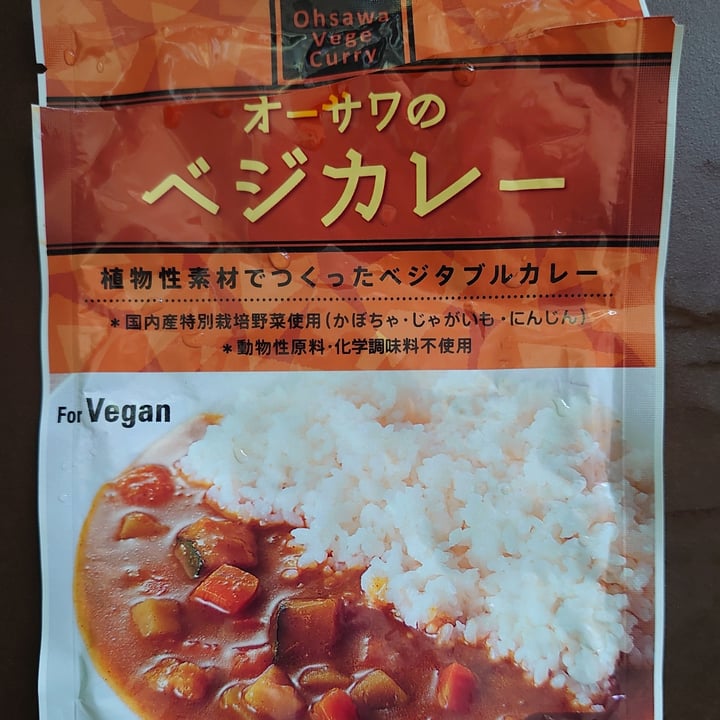 Ohsawa
Vege
Curry
オーサワの
ベジカレー
植物性素材でつくったベジタブルカレー
＊国内産特別栽培野菜使用(かぼちゃ・じゃがいも・にんじん)
＊動物性原料・化学調味料不使用
For Vegan